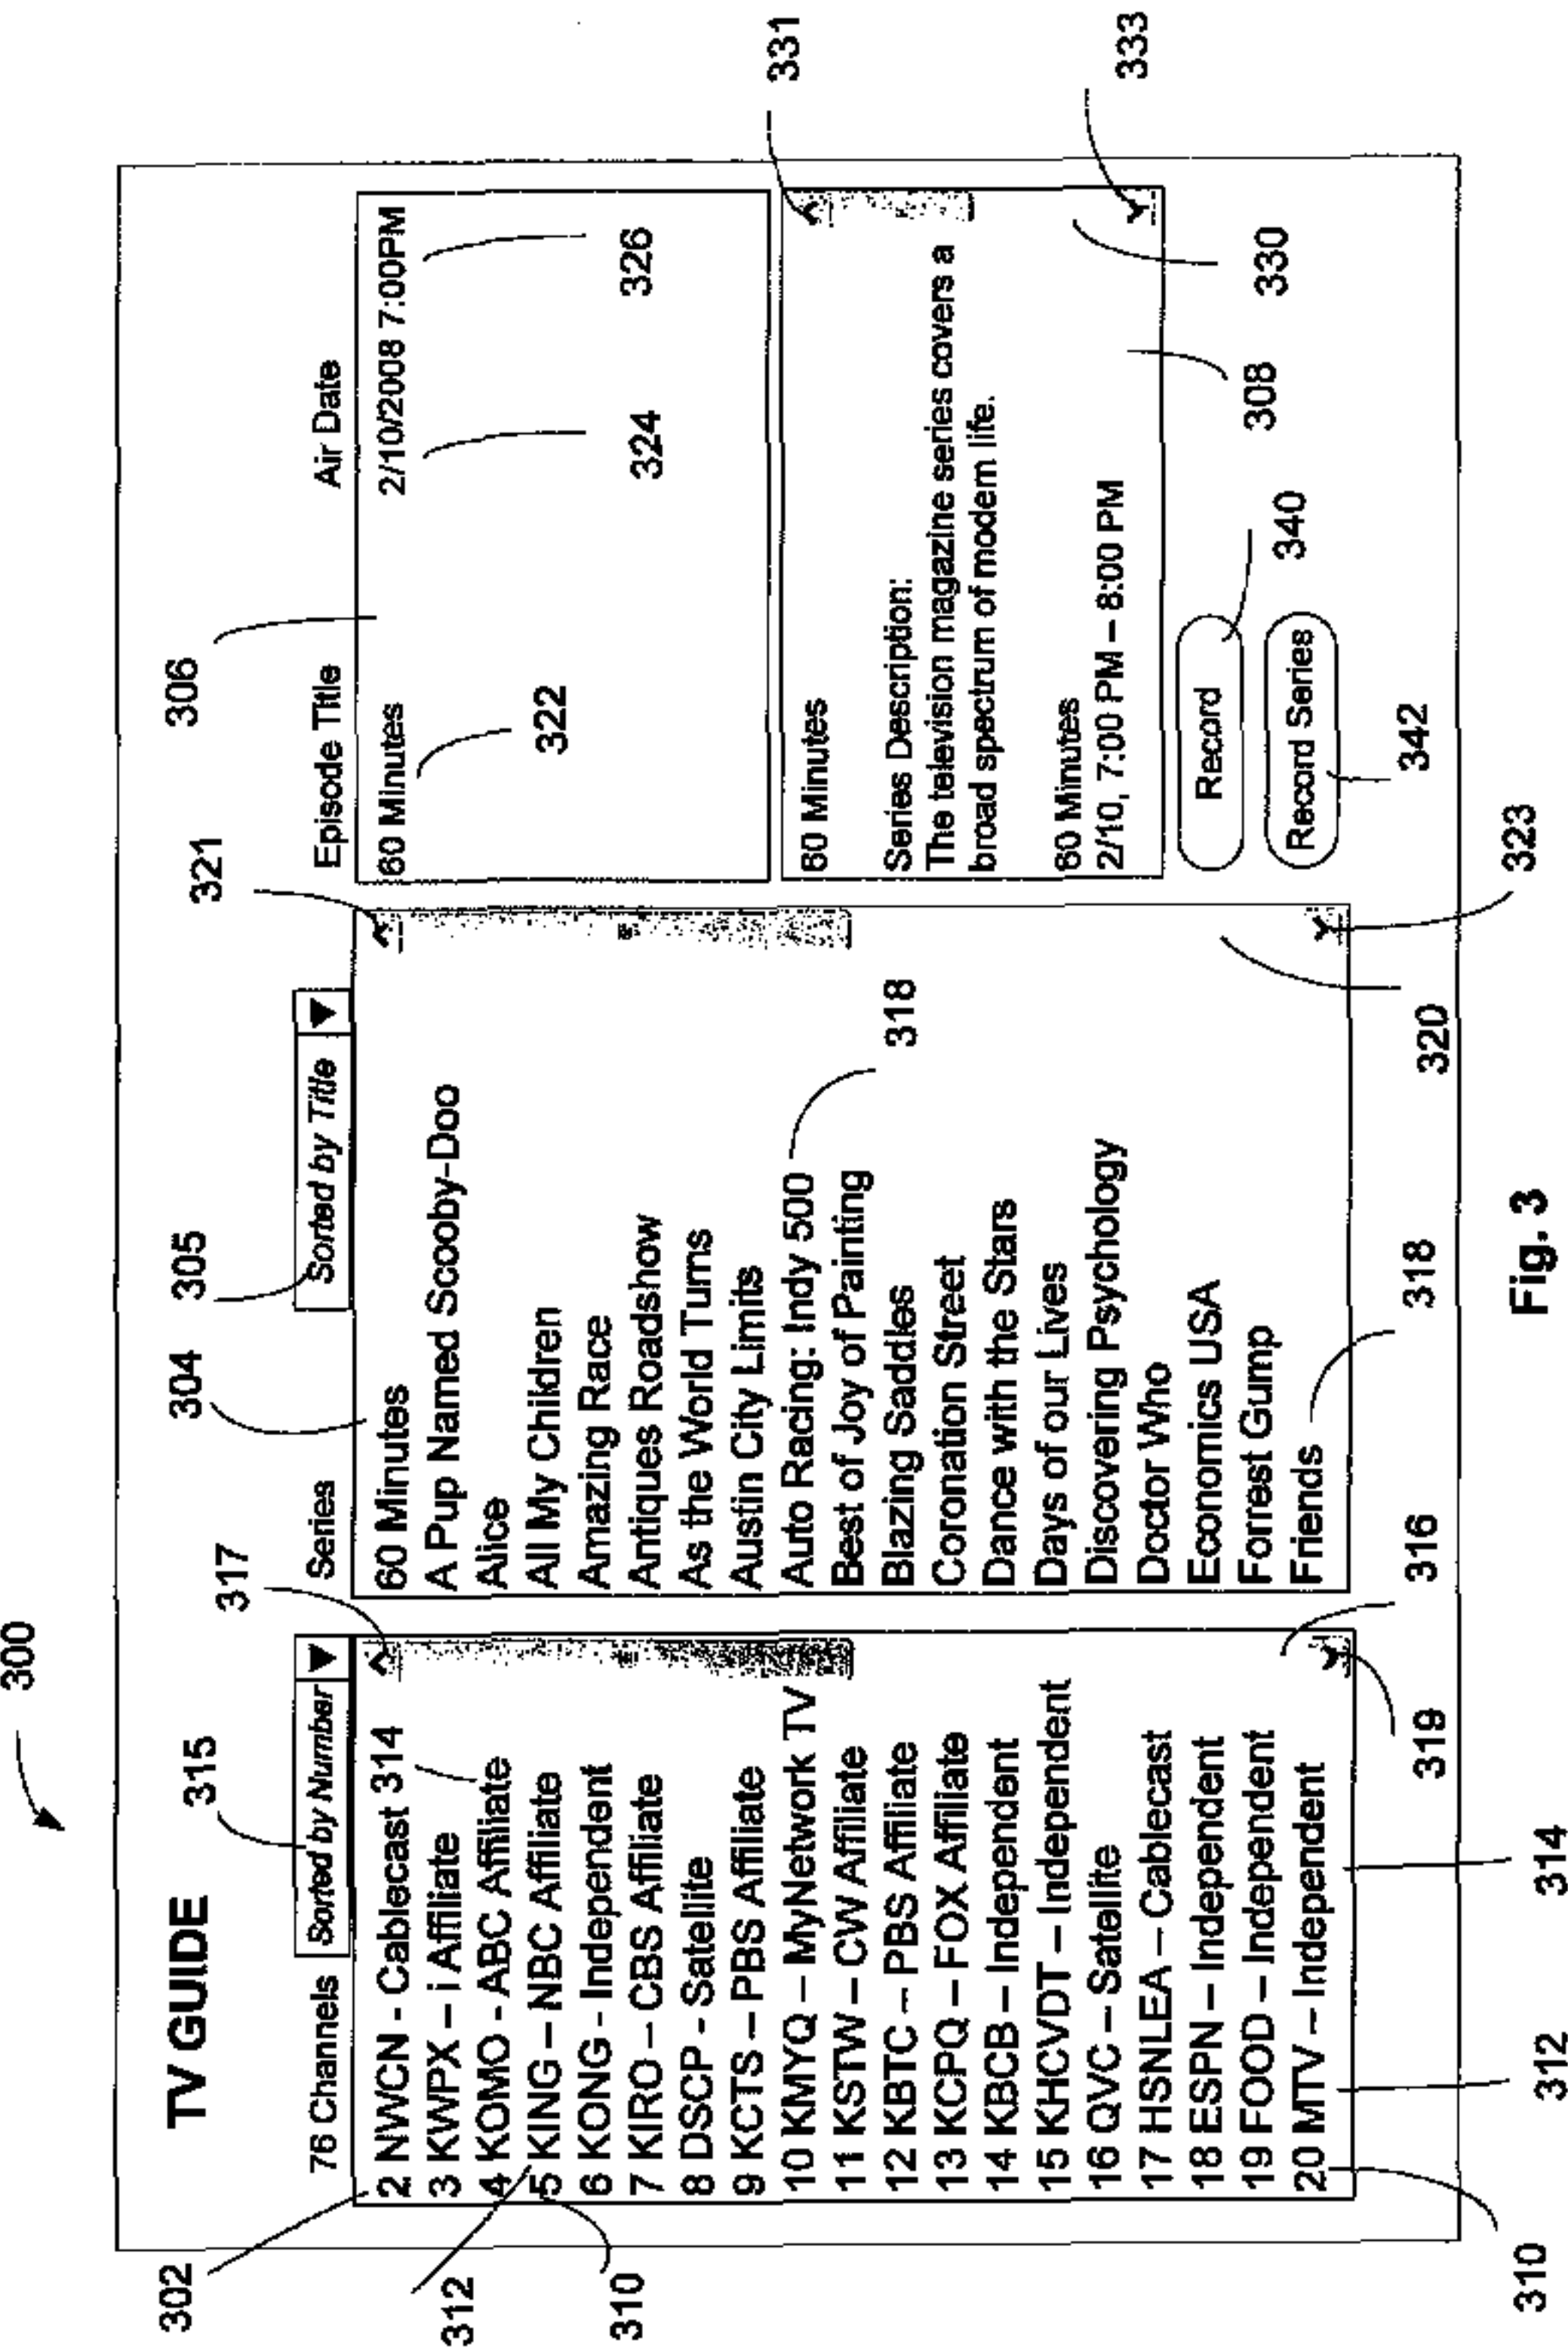 300
TV GUIDE
76 Channels
Sorted by Number
315
302
2 NWCN - Cablecast
3 KWPX – i Affiliate
4 KOMO - ABC Affiliate
5 KING – NBC Affiliate
6 KONG - Independent
7 KIRO – CBS Affiliate
8 DSCP - Satellite
9 KCTS – PBS Affiliate
10 KMYQ – MyNetwork TV
11 KSTW – CW Affiliate
12 KBTC – PBS Affiliate
13 KCPQ – FOX Affiliate
14 KBCB – Independent
15 KHCVDT – Independent
16 QVC – Satellite
17 HSNLEA – Cablecast
18 ESPN – Independent
19 FOOD – Independent
20 MTV – Independent
314
312
310
310
312
314
319
316
317
Series
304
305
Sorted by Title
321
60 Minutes
A Pup Named Scooby-Doo
Alice
All My Children
Amazing Race
Antiques Roadshow
As the World Turns
Austin City Limits
Auto Racing: Indy 500
Best of Joy of Painting
Blazing Saddles
Coronation Street
Dance with the Stars
Days of our Lives
Discovering Psychology
Doctor Who
Economics USA
Forrest Gump
Friends
318
318
320
323
306
Episode Title
Air Date
60 Minutes
2/10/2008 7:00PM
322
324
326
331
60 Minutes
Series Description:
The television magazine series covers a
broad spectrum of modern life.
60 Minutes
2/10, 7:00 PM – 8:00 PM
333
330
308
Record
340
Record Series
342
Fig. 3